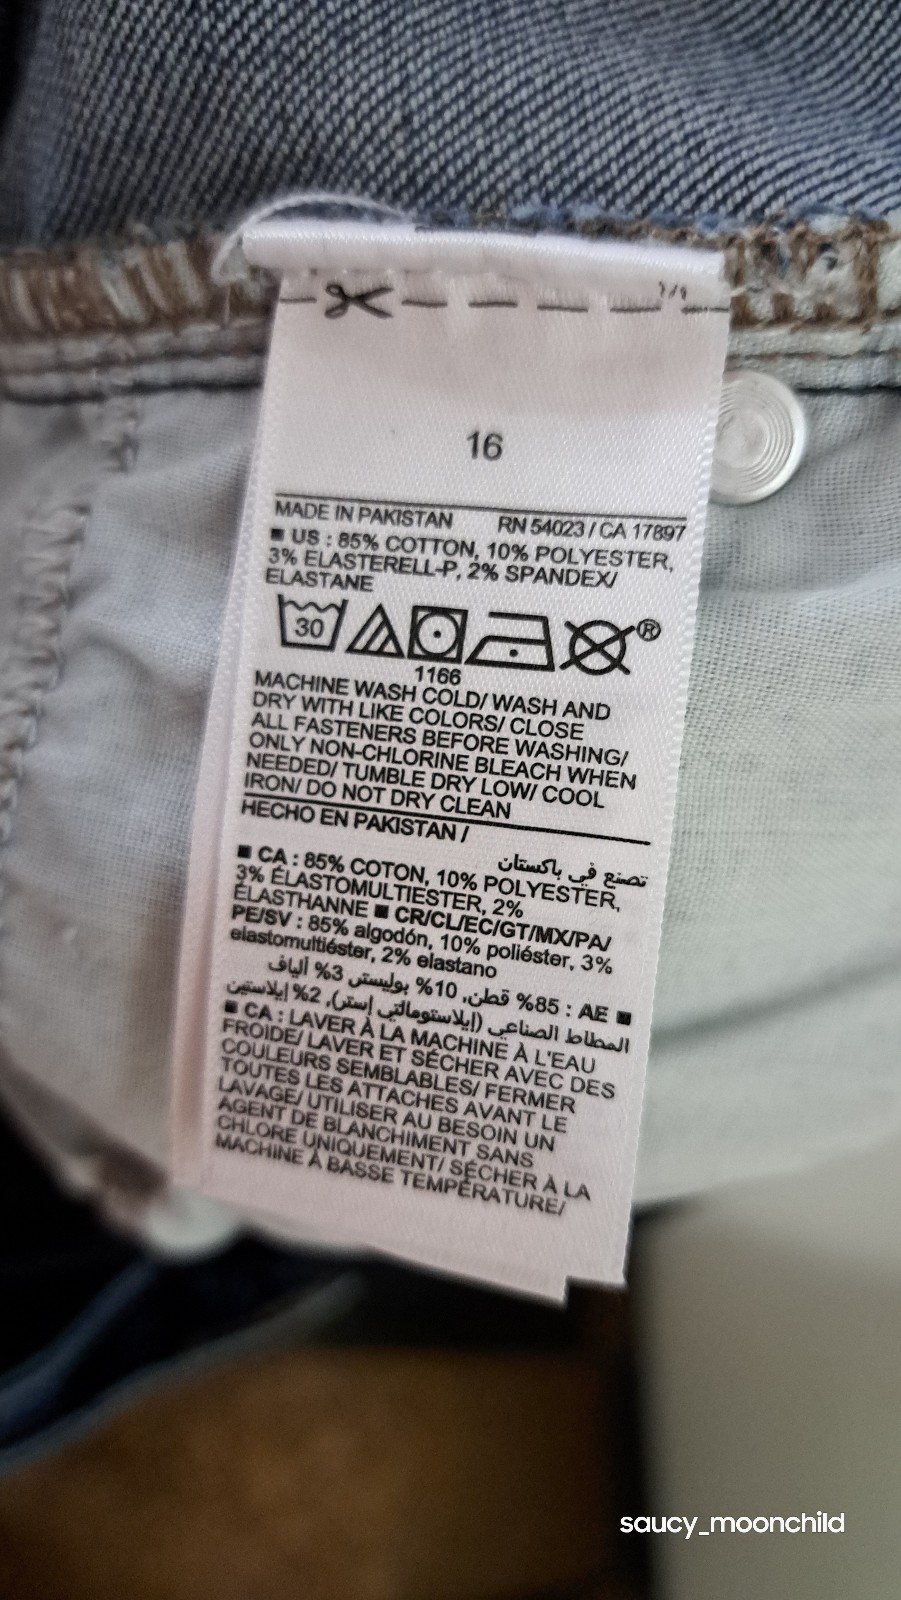 16
MADE IN PAKISTAN RN 54023 / CA 17897
■ US : 85% COTTON, 10% POLYESTER,
3% ELASTERELL-P, 2% SPANDEX/
ELASTANE
30
®
1166
MACHINE WASH COLD/ WASH AND
DRY WITH LIKE COLORS/ CLOSE
ALL FASTENERS BEFORE WASHING/
ONLY NON-CHLORINE BLEACH WHEN
NEEDED/ TUMBLE DRY LOW/ COOL
IRON/ DO NOT DRY CLEAN
HECHO EN PAKISTAN /
تصنع في باكستان
■ CA : 85% COTON, 10% POLYESTER,
3% ÉLASTOMULTIESTER, 2%
ÉLASTHANNE ■ CR/CL/EC/GT/MX/PA/
PE/SV : 85% algodón, 10% poliéster, 3%
elastomultiéster, 2% elastano
■ AE : 85% قطن, 10% بوليستر, 3% ألياف
المطاط الصناعي (إيلاستومالتي إستر), 2% إيلاستين
■ CA : LAVER À LA MACHINE À L'EAU
FROIDE/ LAVER ET SÉCHER AVEC DES
COULEURS SEMBLABLES/ FERMER
TOUTES LES ATTACHES AVANT LE
LAVAGE/ UTILISER AU BESOIN UN
AGENT DE BLANCHIMENT SANS
CHLORE UNIQUEMENT/ SÉCHER À LA
MACHINE À BASSE TEMPÉRATURE/
saucy_moonchild